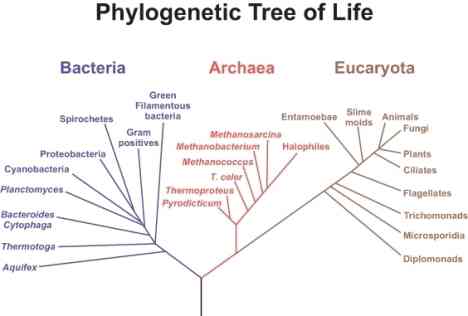 Phylogenetic Tree of Life
Bacteria
Archaea
Eucaryota
Green
Filamentous
bacteria
Spirochetes
Gram
positives
Proteobacteria
Cyanobacteria
Planctomyces
Bacteroides
Cytophaga
Thermotoga
Aquifex
Methanosarcina
Methanobacterium
Halophiles
Methanococcus
T. celer
Thermoproteus
Pyrodicticum
Entamoebae
Slime
molds
Animals
Fungi
Plants
Ciliates
Flagellates
Trichomonads
Microsporidia
Diplomonads